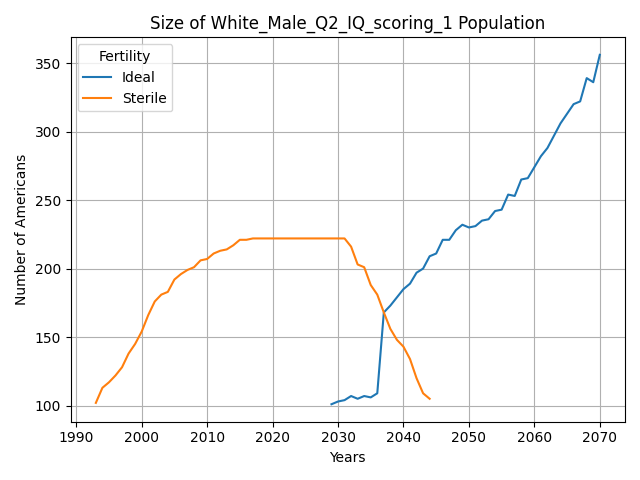 Size of White_Male_Q2_IQ_scoring_1 Population
Fertility
Ideal
Sterile
350
300
250
200
150
100
Number of Americans
1990 2000 2010 2020 2030 2040 2050 2060 2070
Years